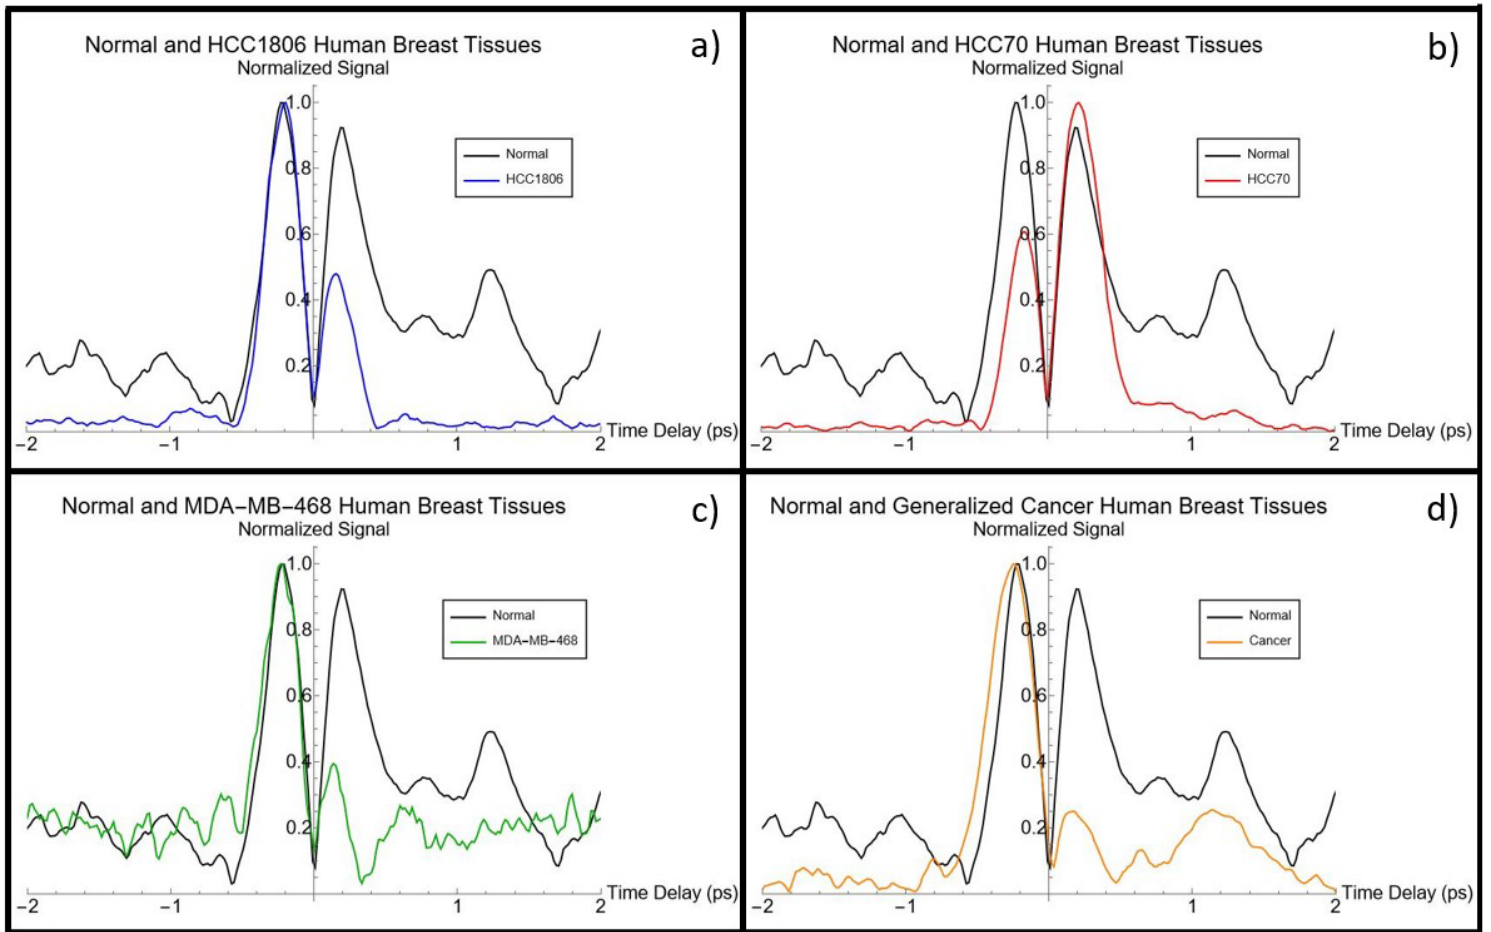 Normal and HCC1806 Human Breast Tissues
a)
Normalized Signal
1.0
0.8
0.6
0.4
0.2
Normal
HCC1806
−2
−1
1
2
Time Delay (ps)
Normal and HCC70 Human Breast Tissues
b)
Normalized Signal
1.0
0.8
0.6
0.4
0.2
Normal
HCC70
−2
−1
1
2
Time Delay (ps)
Normal and MDA−MB−468 Human Breast Tissues
c)
Normalized Signal
1.0
0.8
0.6
0.4
0.2
Normal
MDA−MB−468
−2
−1
1
2
Time Delay (ps)
Normal and Generalized Cancer Human Breast Tissues
d)
Normalized Signal
1.0
0.8
0.6
0.4
0.2
Normal
Cancer
−2
−1
1
2
Time Delay (ps)